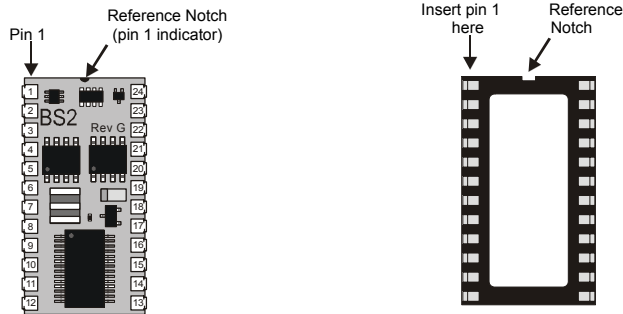 Reference Notch
(pin 1 indicator)
Pin 1
Insert pin 1
here
Reference
Notch
1
24
2
23
BS2
3
Rev G
22
4
21
5
20
6
19
7
18
8
17
9
16
10
15
11
14
12
13